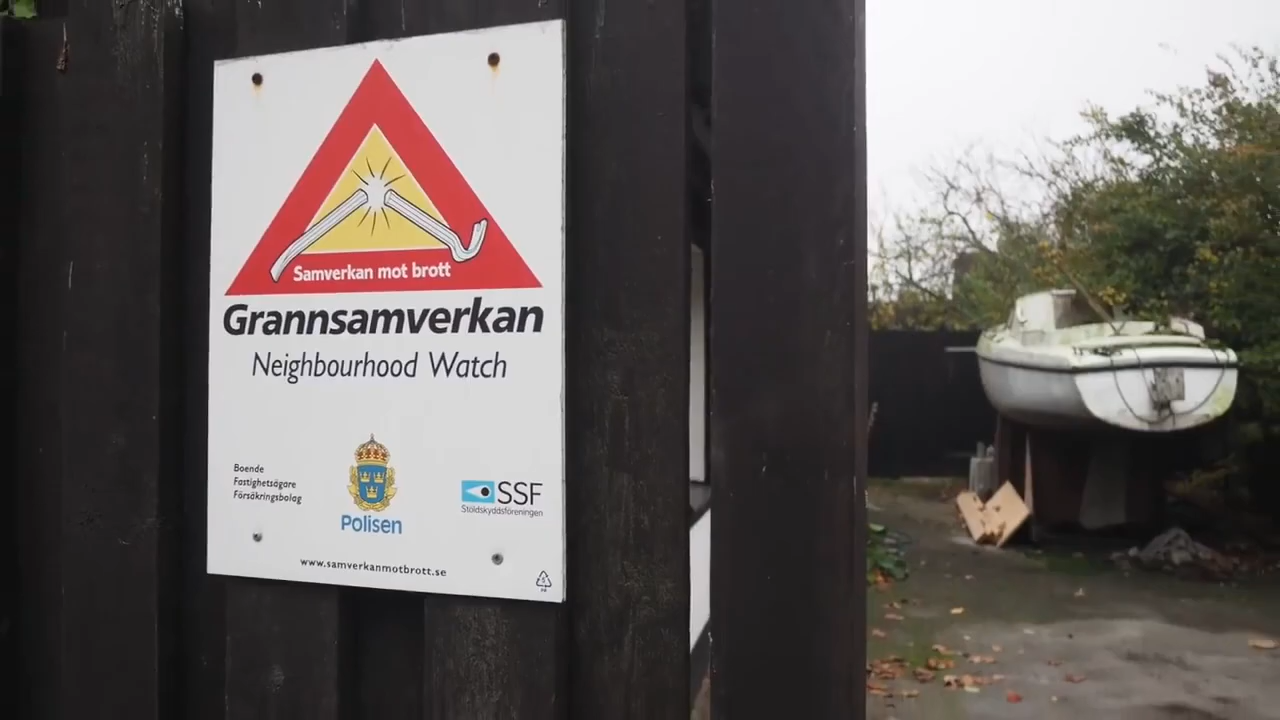 Samverkan mot brott
Grannsamverkan
Neighbourhood Watch
Boende
Fastighetsägare
Försäkringsbolag
Polisen
SSF
Stöldskyddsföreningen
www.samverkanmotbrott.se